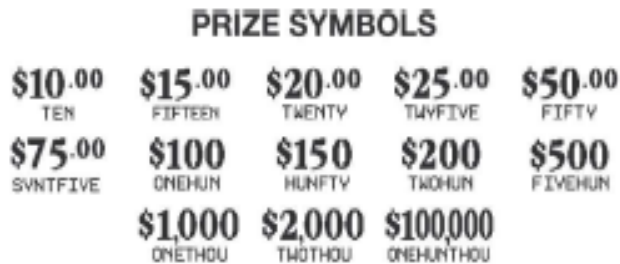 PRIZE SYMBOLS
$10.00 $15.00 $20.00 $25.00 $50.00
TEN FIFTEEN TWENTY TWYFIVE FIFTY
$75.00 $100 $150 $200 $500
SVNTFIVE ONEHUN HUNFTY TWOHUN FIVEHUN
$1,000 $2,000 $100,000
ONETHOU TWOTHOU ONEHUNTHOU